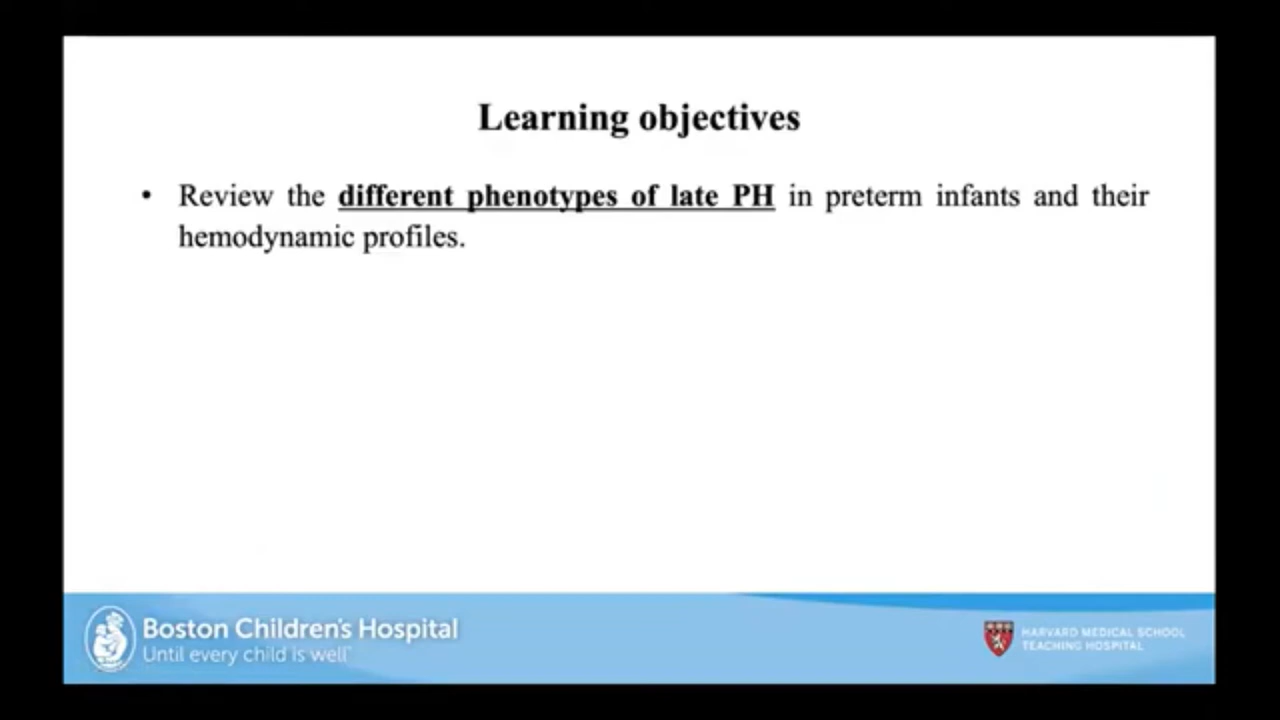 Learning objectives
• Review the different phenotypes of late PH in preterm infants and their
hemodynamic profiles.
Boston Children's Hospital
Until every child is well™
HARVARD MEDICAL SCHOOL
TEACHING HOSPITAL